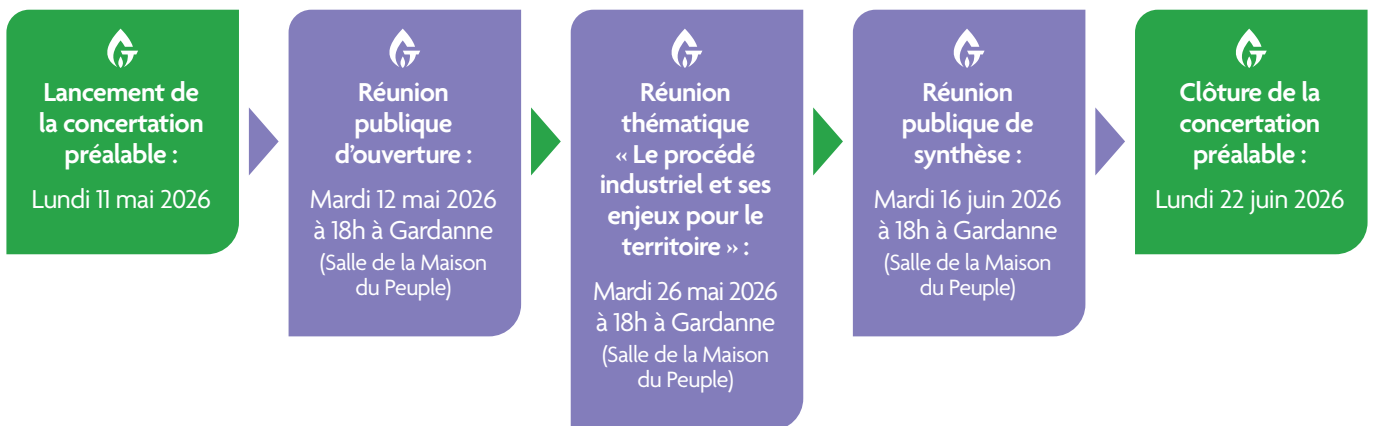 Lancement de
la concertation
préalable :
Lundi 11 mai 2026
Réunion
publique
d'ouverture :
Mardi 12 mai 2026
à 18h à Gardanne
(Salle de la Maison
du Peuple)
Réunion
thématique
« Le procédé
industriel et ses
enjeux pour le
territoire » :
Mardi 26 mai 2026
à 18h à Gardanne
(Salle de la Maison
du Peuple)
Réunion
publique de
synthèse :
Mardi 16 juin 2026
à 18h à Gardanne
(Salle de la Maison
du Peuple)
Clôture de la
concertation
préalable :
Lundi 22 juin 2026